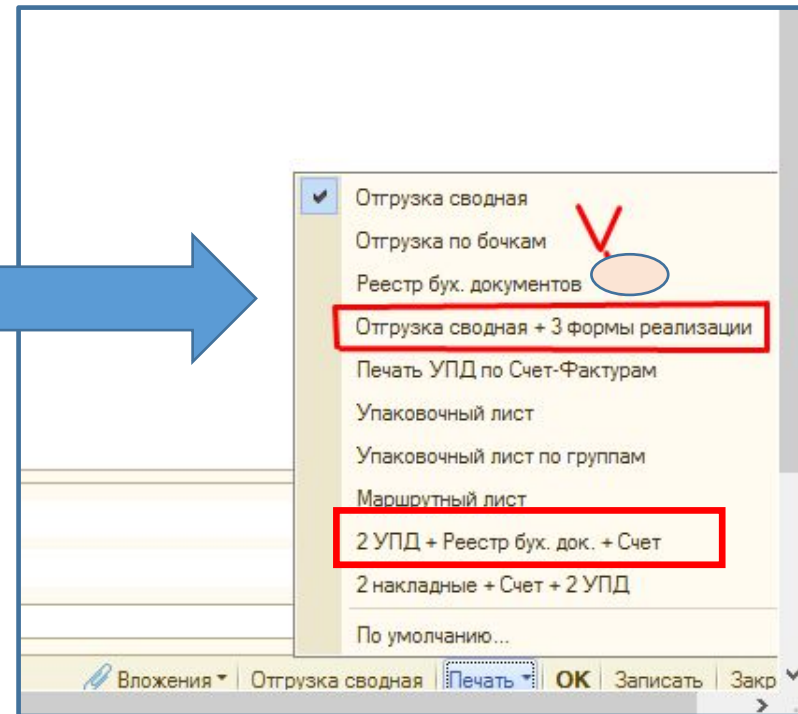 Отгрузка сводная
Отгрузка по бочкам
Реестр бух. документов
Отгрузка сводная + 3 формы реализации
Печать УПД по Счет-Фактурам
Упаковочный лист
Упаковочный лист по группам
Маршрутный лист
2 УПД + Реестр бух. док. + Счет
2 накладные + Счет + 2 УПД
По умолчанию...
Вложения Отгрузка сводная Печать ОК Записать Закр